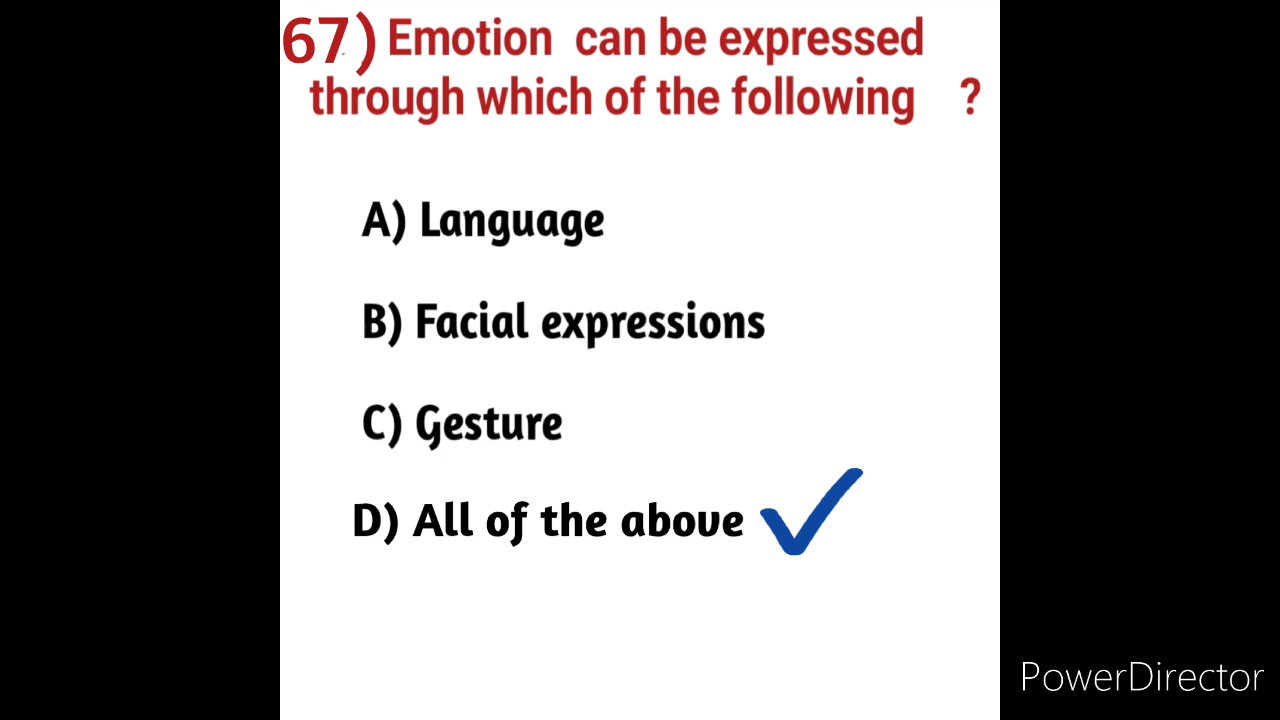 67) Emotion can be expressed
through which of the following ?
A) Language
B) Facial expressions
C) Gesture
D) All of the above
PowerDirector